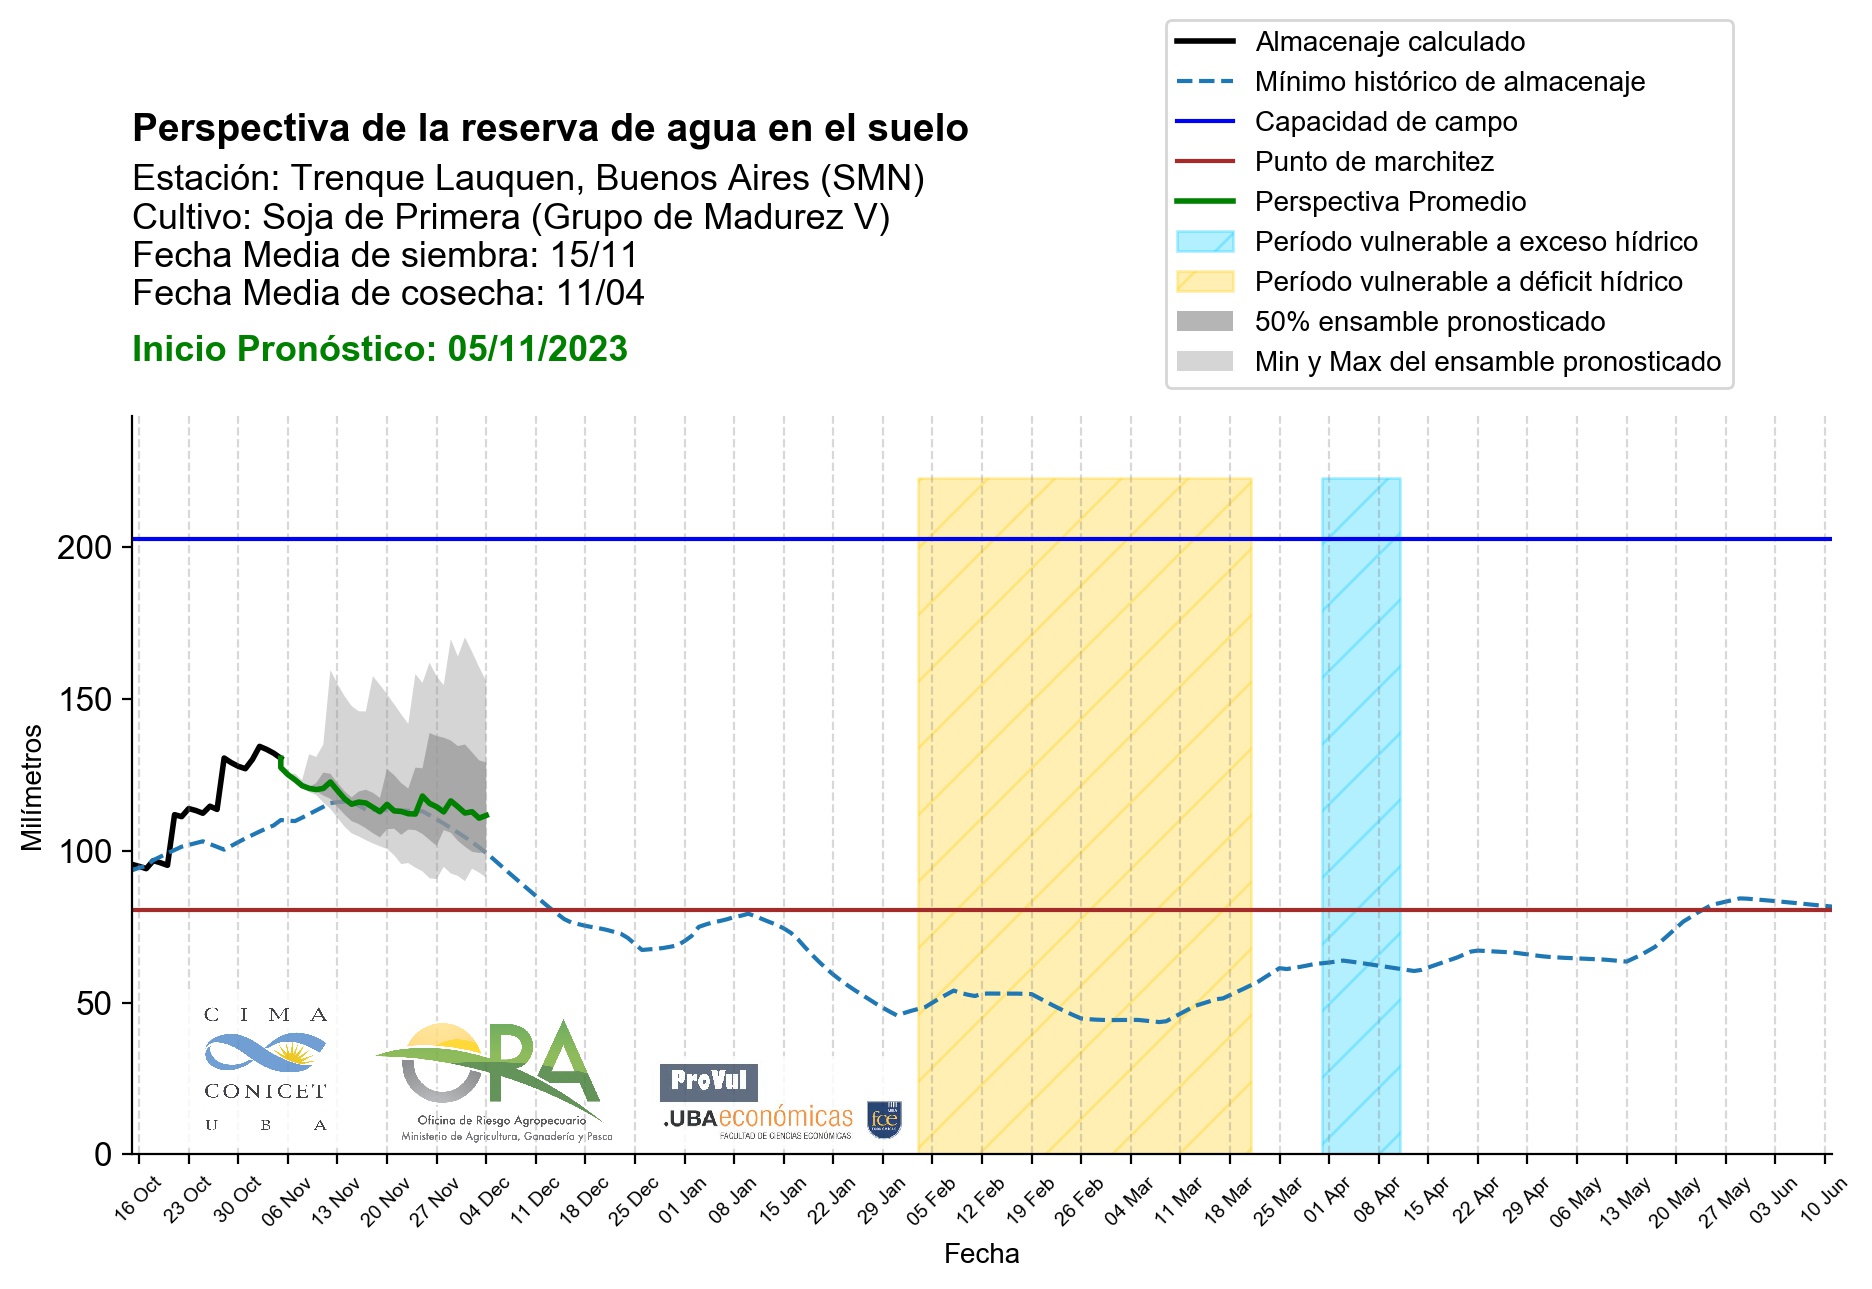 Almacenaje calculado
Mínimo histórico de almacenaje
Capacidad de campo
Punto de marchitez
Perspectiva Promedio
Período vulnerable a exceso hídrico
Período vulnerable a déficit hídrico
50% ensamble pronosticado
Min y Max del ensamble pronosticado
Perspectiva de la reserva de agua en el suelo
Estación: Trenque Lauquen, Buenos Aires (SMN)
Cultivo: Soja de Primera (Grupo de Madurez V)
Fecha Media de siembra: 15/11
Fecha Media de cosecha: 11/04
Inicio Pronóstico: 05/11/2023
Milímetros
200
150
100
50
0
C I M A
CONICET
U B A
ORA
Oficina de Riesgo Agropecuario
Ministerio de Agricultura, Ganadería y Pesca
ProVul
.UBAeconómicas
FACULTAD DE CIENCIAS ECONÓMICAS
UBA
fce
16 Oct
23 Oct
30 Oct
06 Nov
13 Nov
20 Nov
27 Nov
04 Dec
11 Dec
18 Dec
25 Dec
01 Jan
08 Jan
15 Jan
22 Jan
29 Jan
05 Feb
12 Feb
19 Feb
26 Feb
04 Mar
11 Mar
18 Mar
25 Mar
01 Apr
08 Apr
15 Apr
22 Apr
29 Apr
06 May
13 May
20 May
27 May
03 Jun
10 Jun
Fecha